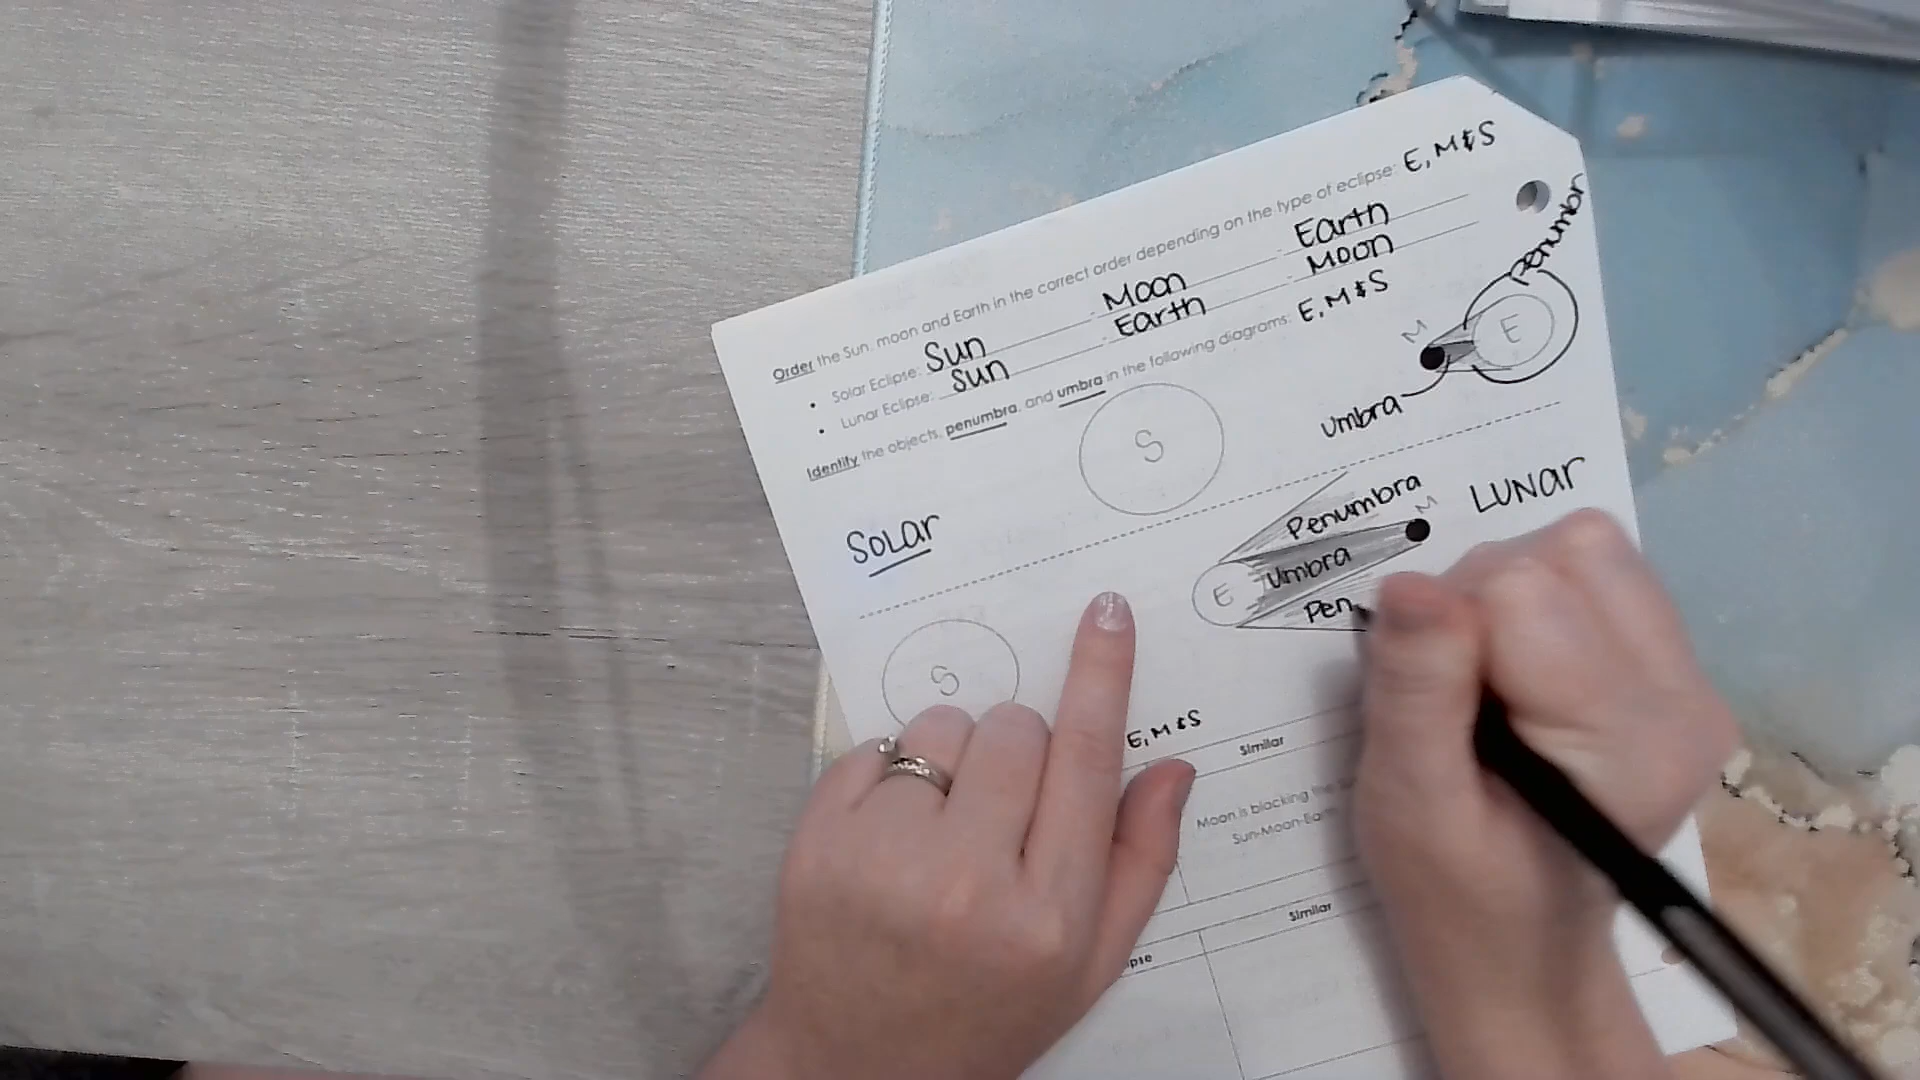 Order the Sun, moon and Earth in the correct order depending on the type of eclipse: E, M & S
• Solar Eclipse: Sun - Moon - Earth
• Lunar Eclipse: Sun - Earth - Moon
Identify the objects, penumbra, and umbra in the following diagrams: E, M & S
Penumbra
M
E
S
Umbra
SOLAR
LUNAR
Penumbra
M
Umbra
E
Pen
S
E, M & S
Similar
Moon is blocking
Sun-Moon-
Similar